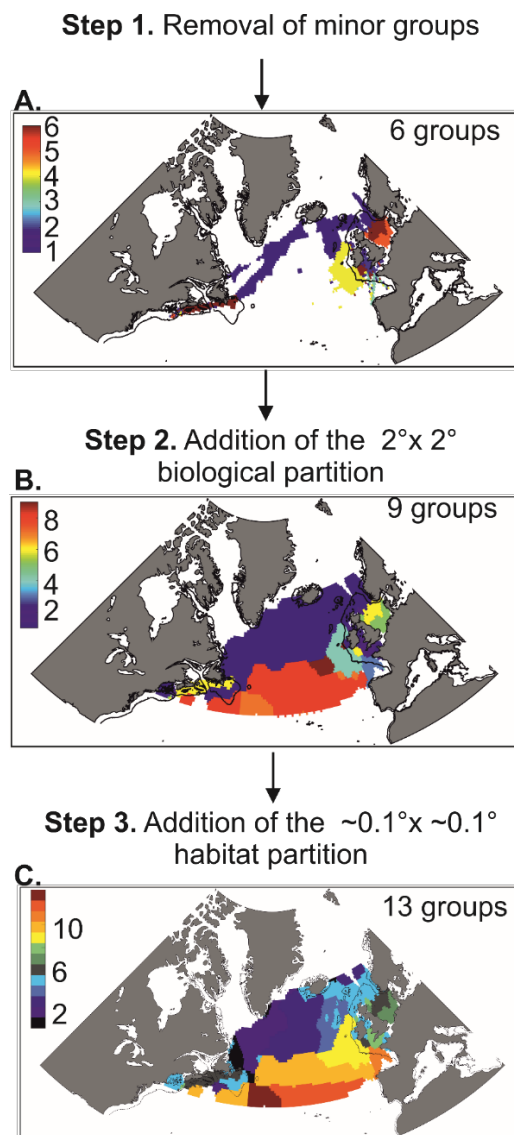 Step 1. Removal of minor groups
A.
6 groups
6
5
4
3
2
1
Step 2. Addition of the 2°x 2°
biological partition
B.
9 groups
8
6
4
2
Step 3. Addition of the ~0.1°x ~0.1°
habitat partition
C.
13 groups
10
6
2